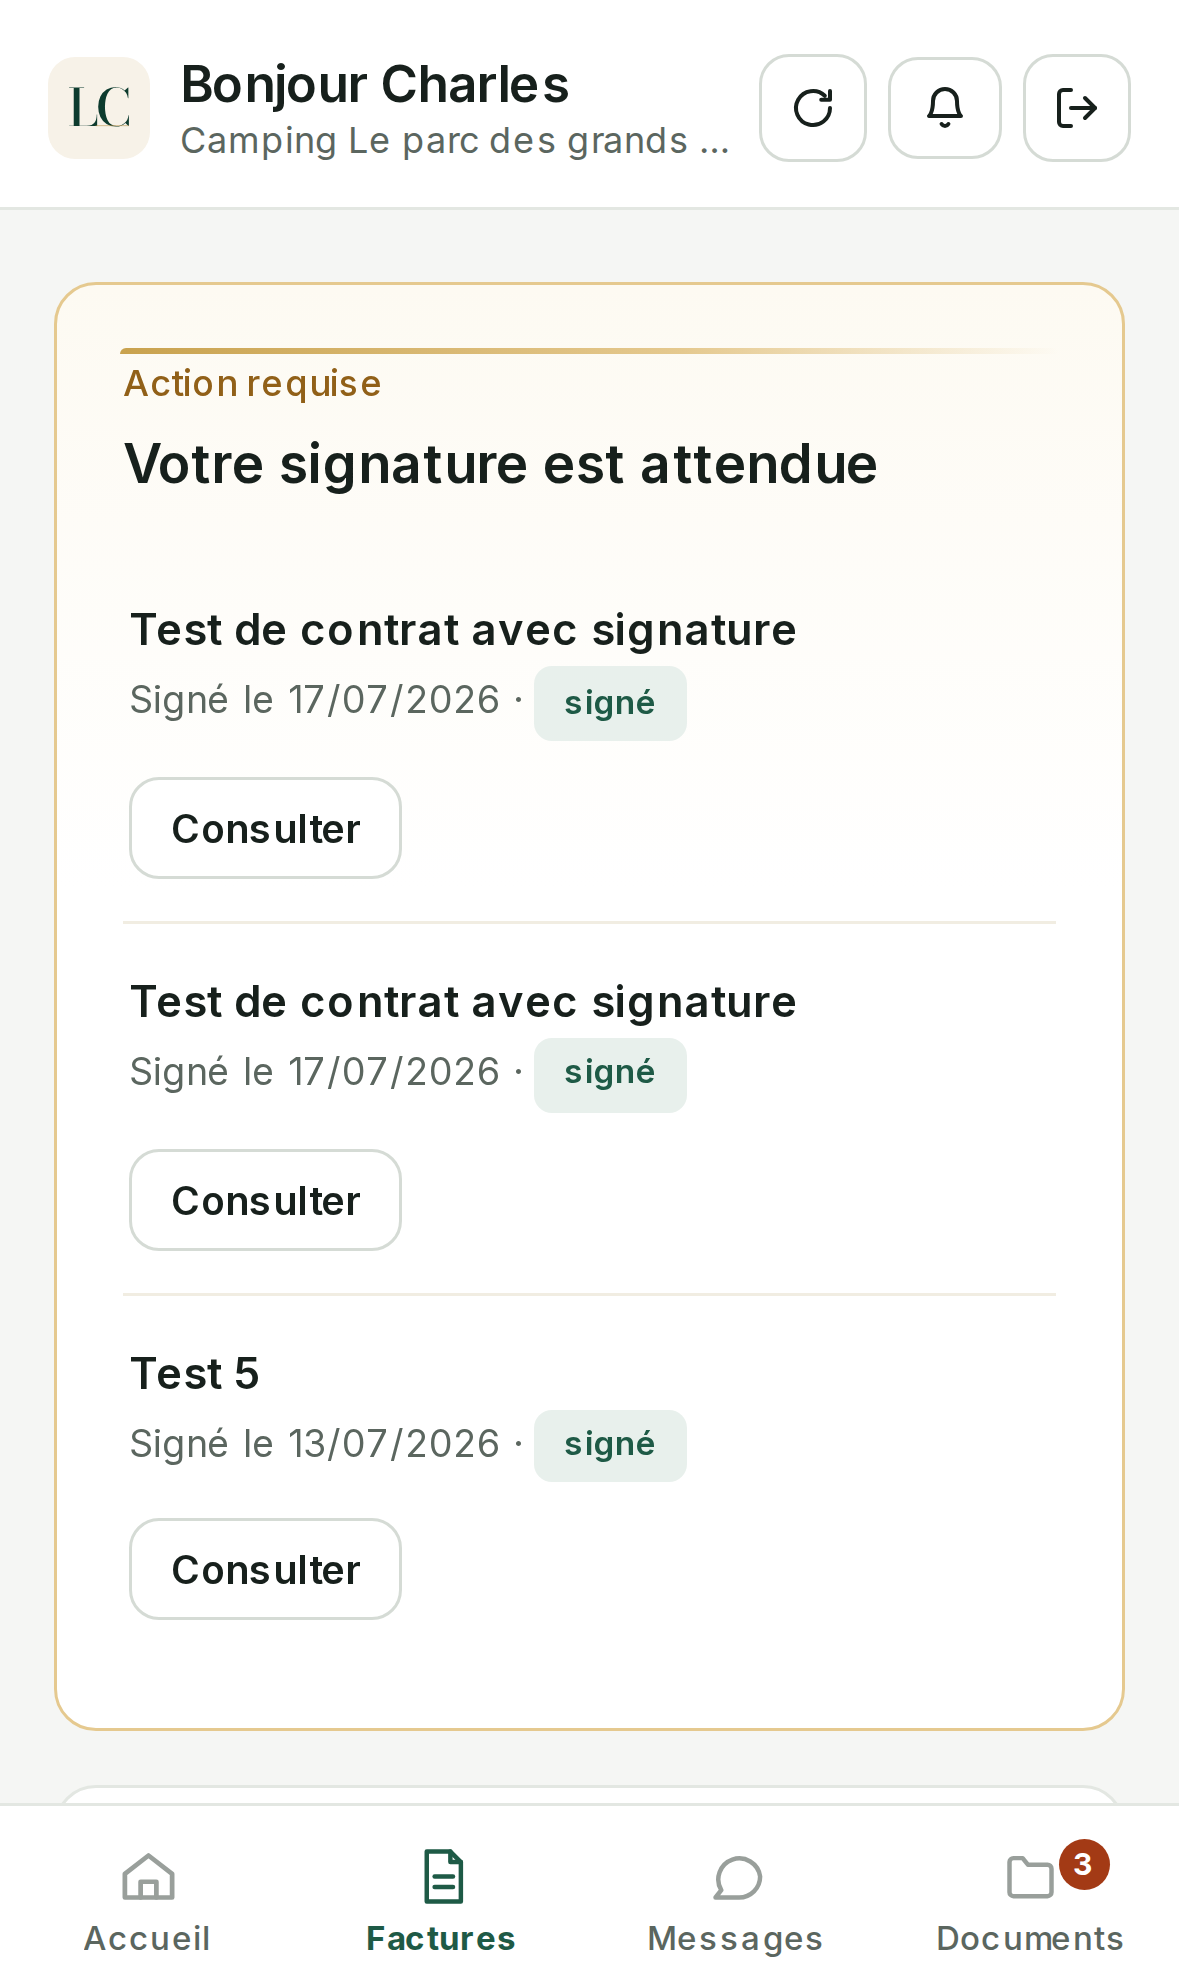 LC
Bonjour Charles
Camping Le parc des grands ...
Action requise
Votre signature est attendue
Test de contrat avec signature
Signé le 17/07/2026 · signé
Consulter
Test de contrat avec signature
Signé le 17/07/2026 · signé
Consulter
Test 5
Signé le 13/07/2026 · signé
Consulter
3
Accueil Factures Messages Documents